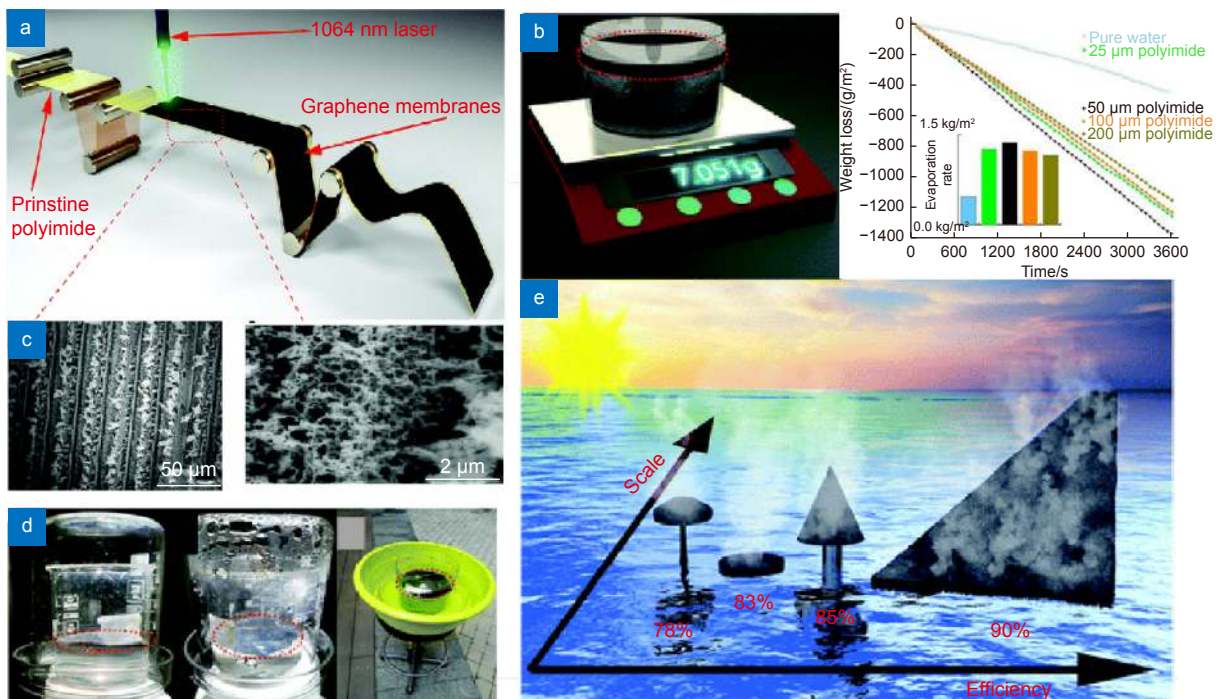 a
1064 nm laser
Graphene membranes
Prinstine
polyimide
b
7.051g
0
−200
−400
−600
−800
−1000
−1200
−1400
Weight loss/(g/m²)
0
600
1200
1800
2400
3000
3600
Time/s
Pure water
25 μm polyimide
50 μm polyimide
100 μm polyimide
200 μm polyimide
1.5 kg/m²
Evaporation
rate
0.0 kg/m²
c
50 μm
2 μm
d
e
Scale
78%
83%
85%
90%
Efficiency